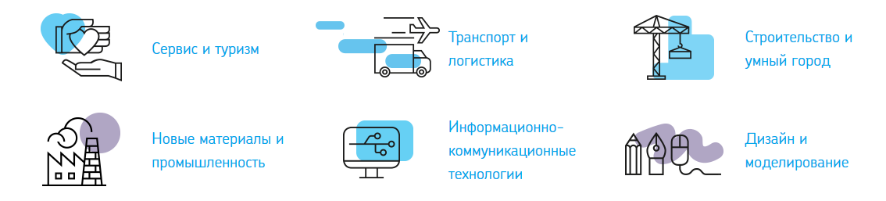 Сервис и туризм
Транспорт и
логистика
Строительство и
умный город
Новые материалы и
промышленность
Информационно-
коммуникационные
технологии
Дизайн и
моделирование